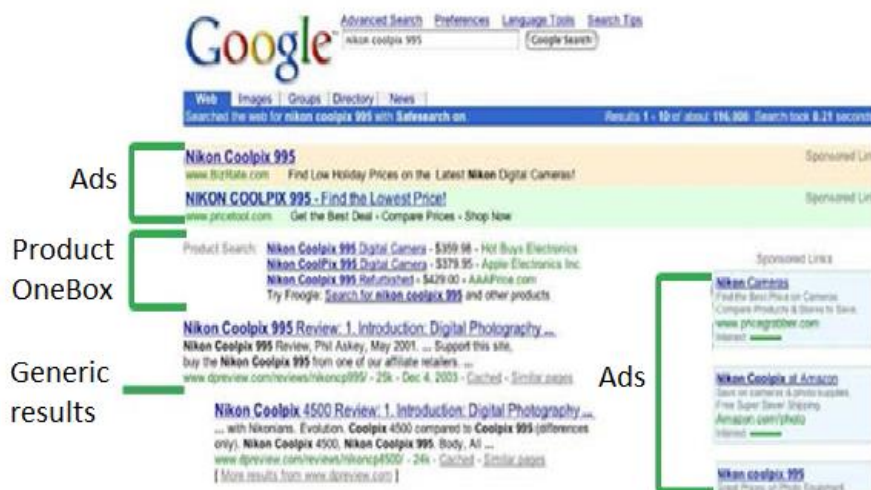 Google
Advanced Search Preferences Language Tools Search Tips
nikon coolpix 995
Google Search
Web Images Groups Directory News
Searched the web for nikon coolpix 995 with Safesearch on. Results 1 - 10 of about 116,000. Search took 0.21 seconds
Ads
Nikon Coolpix 995
Sponsored Lin
www.BizRate.com Find Low Holiday Prices on the Latest Nikon Digital Cameras!
NIKON COOLPIX 995 - Find the Lowest Price!
Sponsored Lin
www.pricetool.com Get the Best Deal - Compare Prices - Shop Now
Product
OneBox
Product Search: Nikon Coolpix 995 Digital Camera - $359.98 - Hot Buys Electronics
Nikon CoolPix 995 Digital Camera - $379.95 - Apple Electronics Inc.
Nikon Coolpix 995 Refurbished - $429.00 - AAAPrice.com
Try Froogle: Search for nikon coolpix 995 and other products
Generic
results
Nikon Coolpix 995 Review: 1. Introduction: Digital Photography ...
Nikon Coolpix 995 Review, Phil Askey, May 2001. ... Support this site,
buy the Nikon Coolpix 995 from one of our affiliate retailers. ...
www.dpreview.com/reviews/nikoncp995/ - 25k - Dec 4, 2003 - Cached - Similar pages
Nikon Coolpix 4500 Review: 1. Introduction: Digital Photography ...
... with Nikonians. Evolution. Coolpix 4500 compared to Coolpix 995 (differences
only). Nikon Coolpix 4500, Nikon Coolpix 995. Body, All ...
www.dpreview.com/reviews/nikoncp4500/ - 24k - Cached - Similar pages
[ More results from www.dpreview.com ]
Ads
Sponsored Links
Nikon Cameras
Find the Best Price on Cameras
Compare Products & Stores to Save.
www.pricegrabber.com
Interest:
Nikon Coolpix at Amazon
Save on cameras & photo supplies.
Free Super Saver Shipping.
Amazon.com/photo
Interest:
Nikon coolpix 995
Great Prices on Photo Equipment